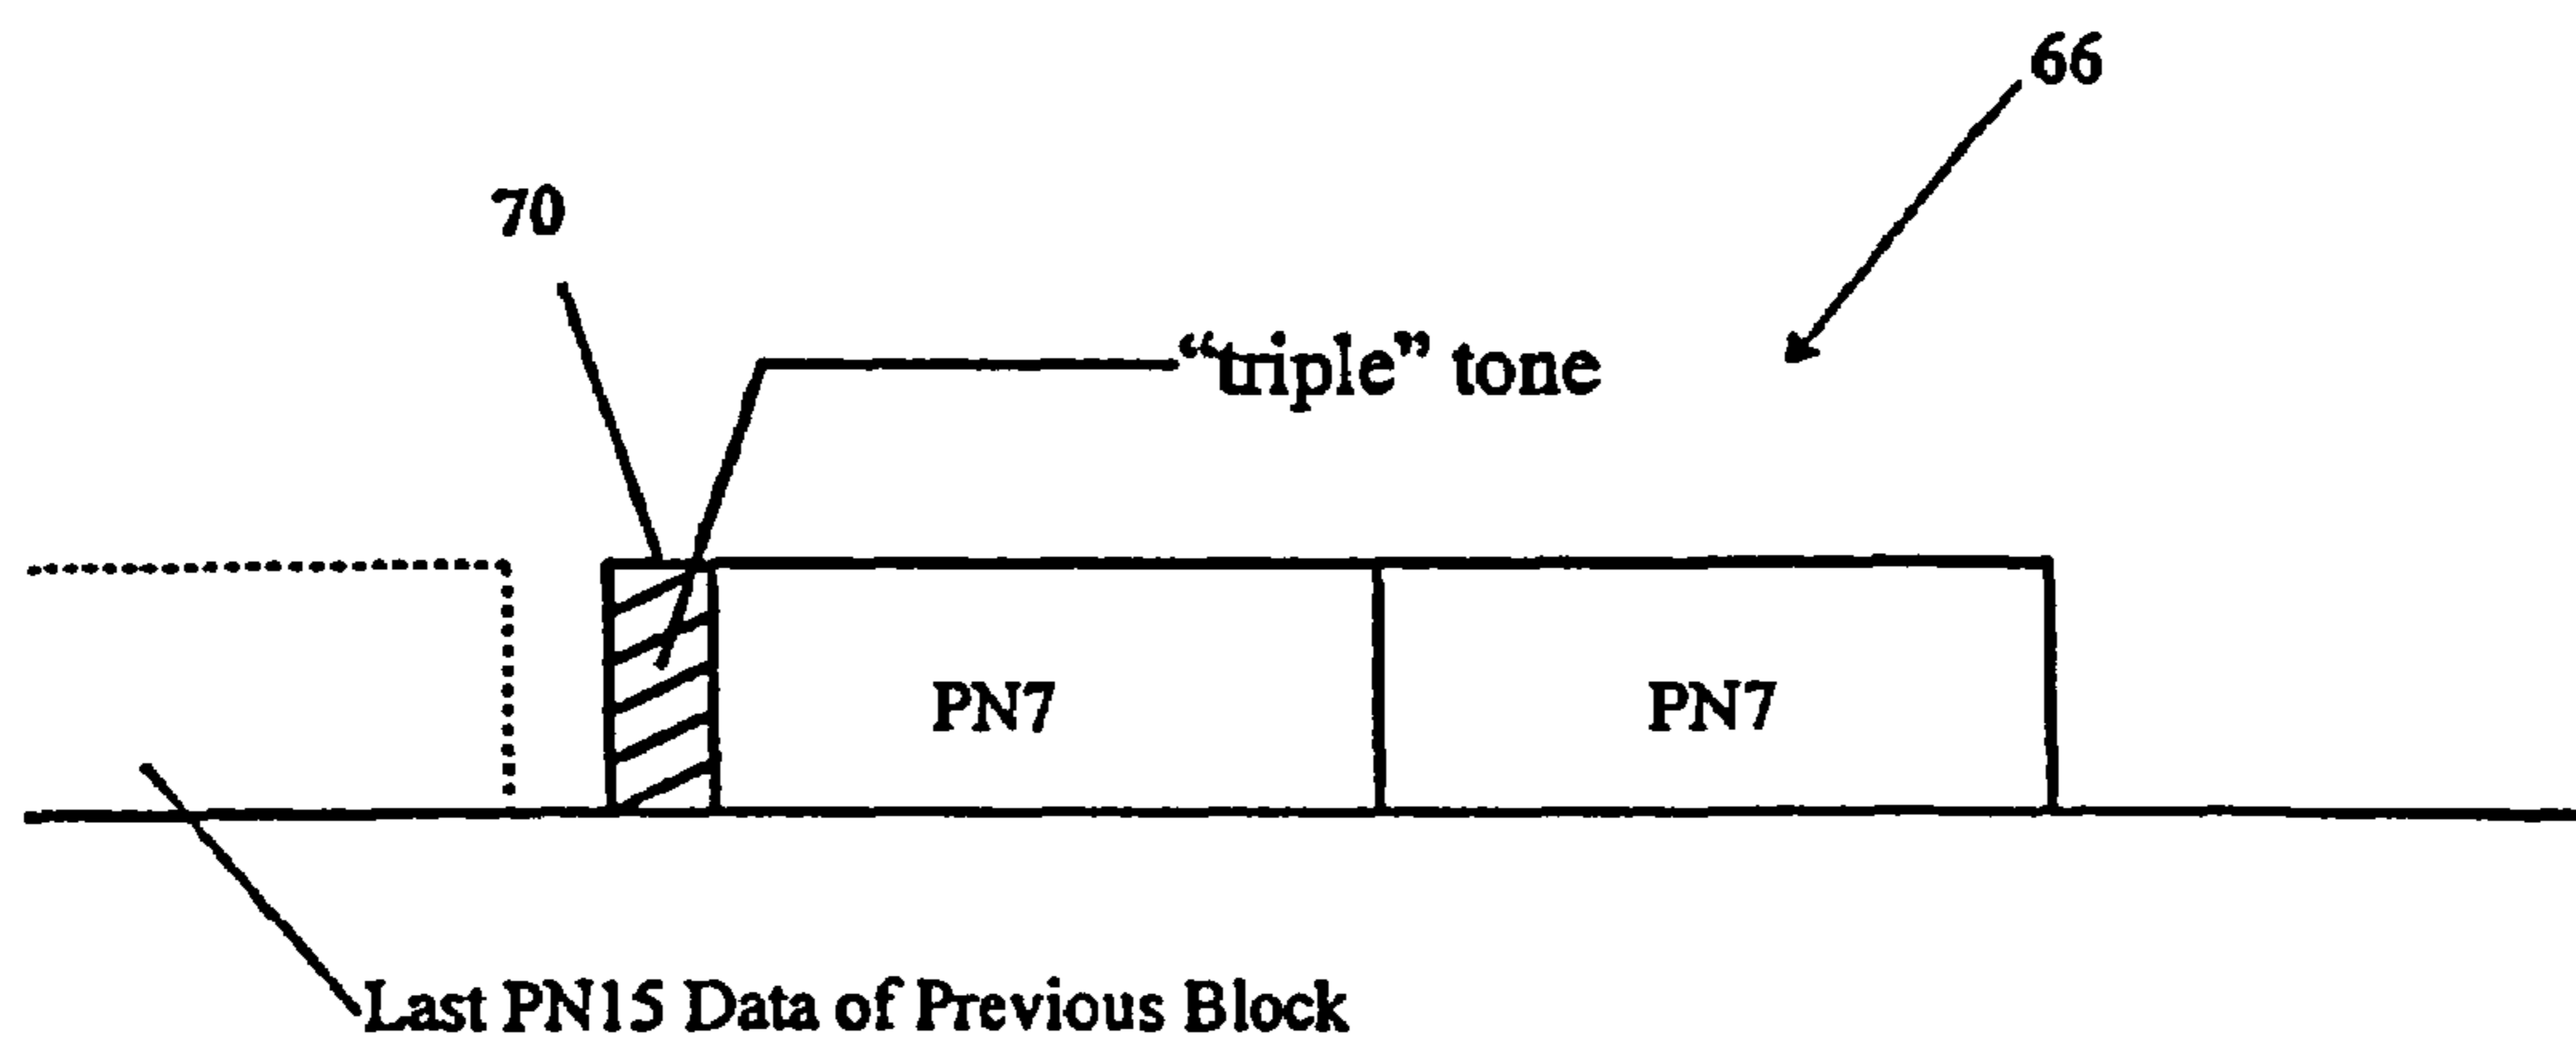 66
70
“triple” tone
PN7
PN7
Last PN15 Data of Previous Block